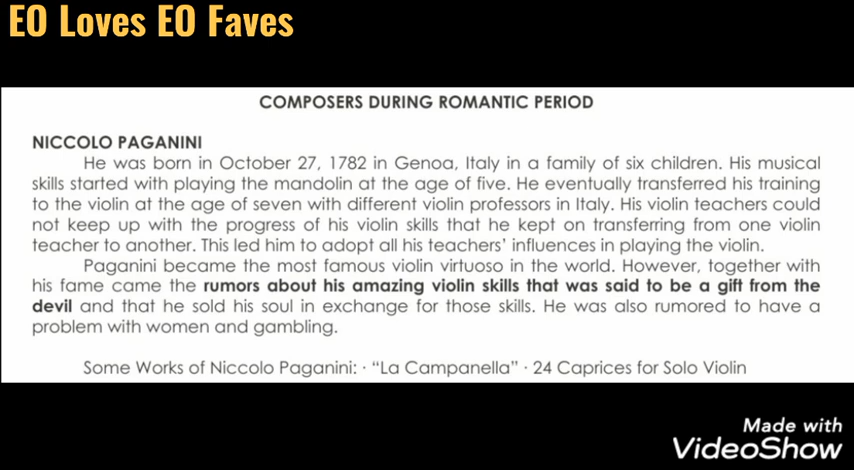 EO Loves EO Faves
COMPOSERS DURING ROMANTIC PERIOD
NICCOLO PAGANINI
He was born in October 27, 1782 in Genoa, Italy in a family of six children. His musical
skills started with playing the mandolin at the age of five. He eventually transferred his training
to the violin at the age of seven with different violin professors in Italy. His violin teachers could
not keep up with the progress of his violin skills that he kept on transferring from one violin
teacher to another. This led him to adopt all his teachers' influences in playing the violin.
Paganini became the most famous violin virtuoso in the world. However, together with
his fame came the rumors about his amazing violin skills that was said to be a gift from the
devil and that he sold his soul in exchange for those skills. He was also rumored to have a
problem with women and gambling.
Some Works of Niccolo Paganini: · “La Campanella” · 24 Caprices for Solo Violin
Made with
VideoShow